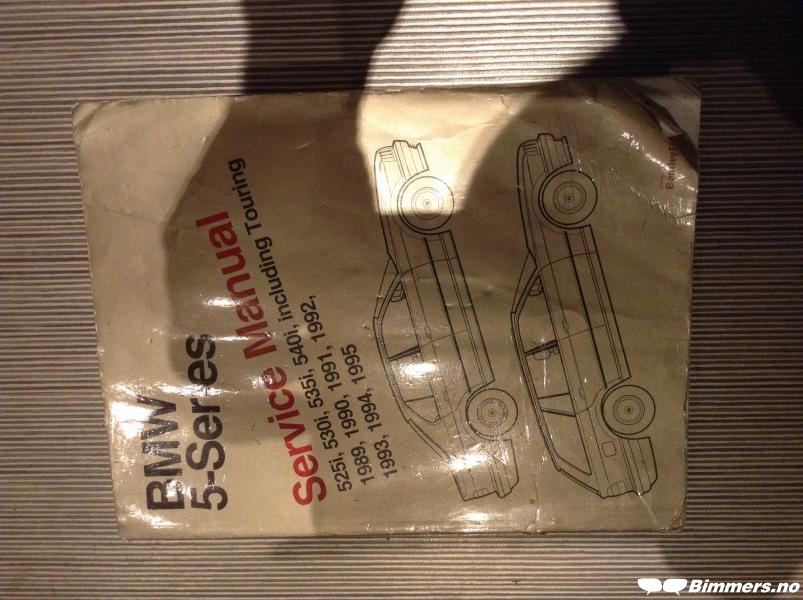 BMW
5-Series
Service Manual
525i, 530i, 535i, 540i, including Touring
1989, 1990, 1991, 1992,
1993, 1994, 1995
Bimmers.no